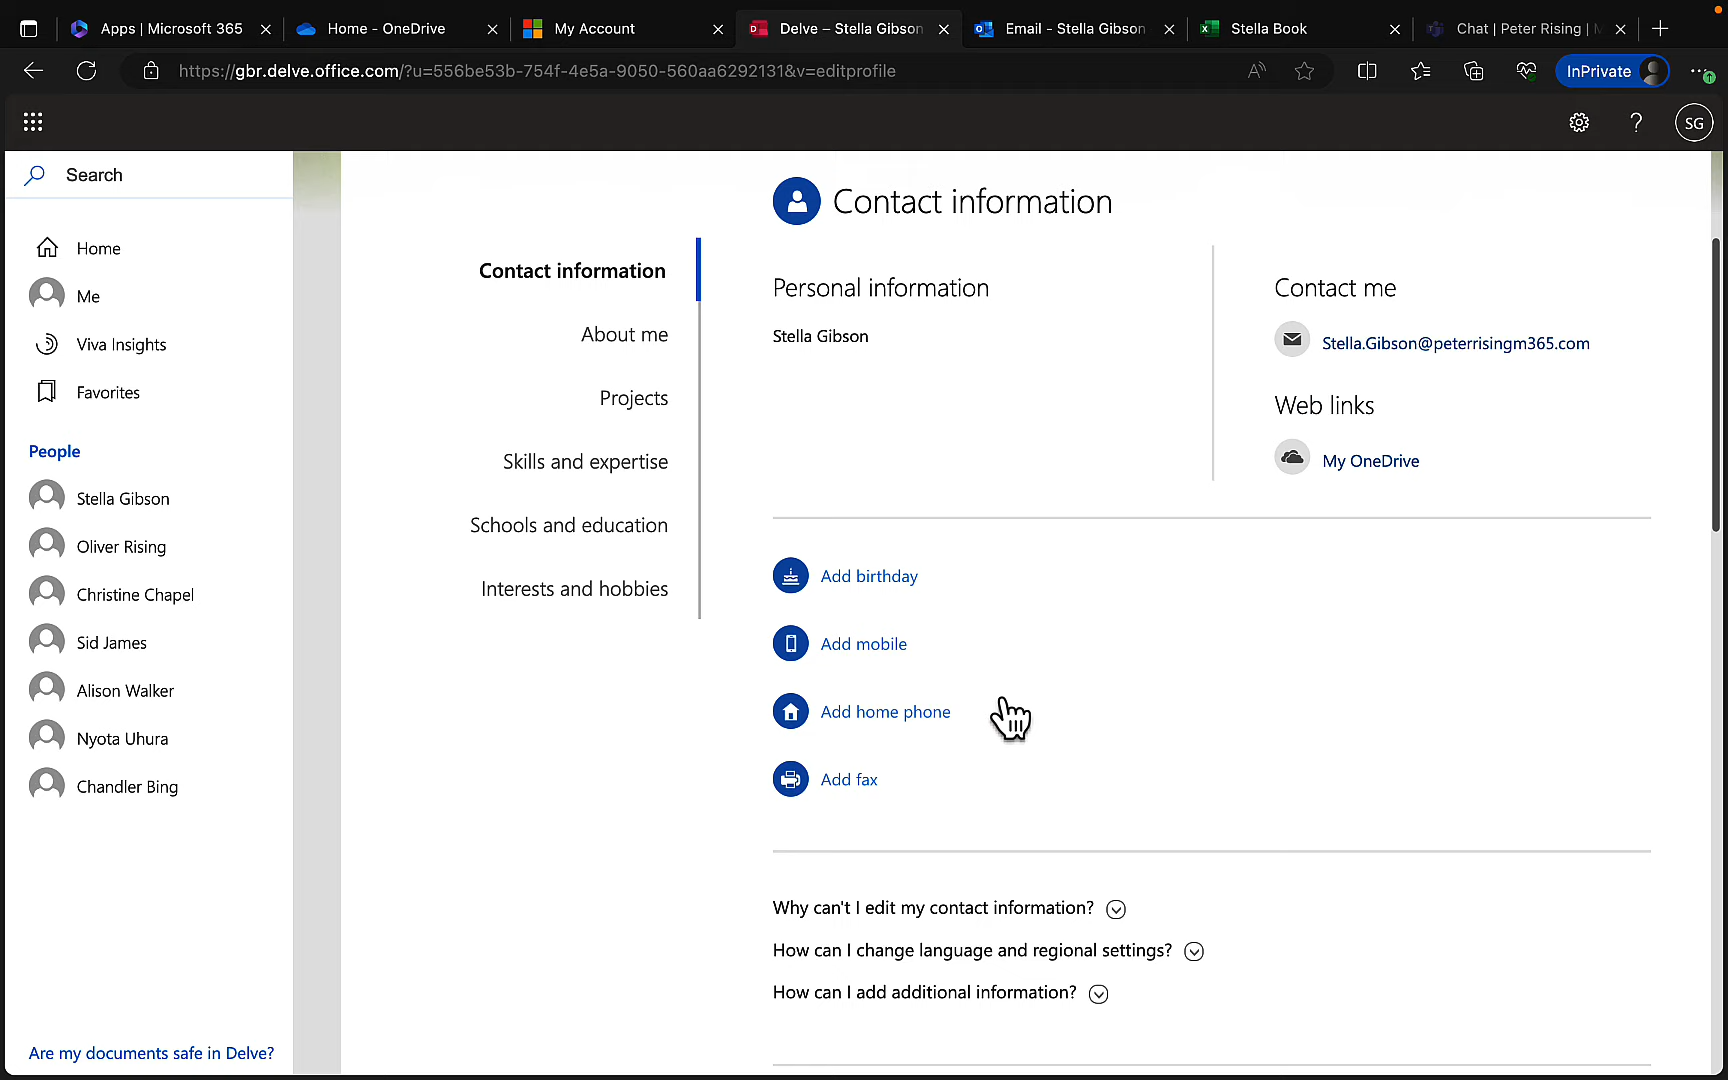 Apps | Microsoft 365
Home - OneDrive
My Account
Delve – Stella Gibson
Email - Stella Gibson
Stella Book
Chat | Peter Rising |
https://gbr.delve.office.com/?u=556be53b-754f-4e5a-9050-560aa6292131&v=editprofile
InPrivate
SG
Search
Home
Me
Viva Insights
Favorites
People
Stella Gibson
Oliver Rising
Christine Chapel
Sid James
Alison Walker
Nyota Uhura
Chandler Bing
Are my documents safe in Delve?
Contact information
About me
Projects
Skills and expertise
Schools and education
Interests and hobbies
Contact information
Personal information
Stella Gibson
Contact me
Stella.Gibson@peterrisingm365.com
Web links
My OneDrive
Add birthday
Add mobile
Add home phone
Add fax
Why can't I edit my contact information?
How can I change language and regional settings?
How can I add additional information?